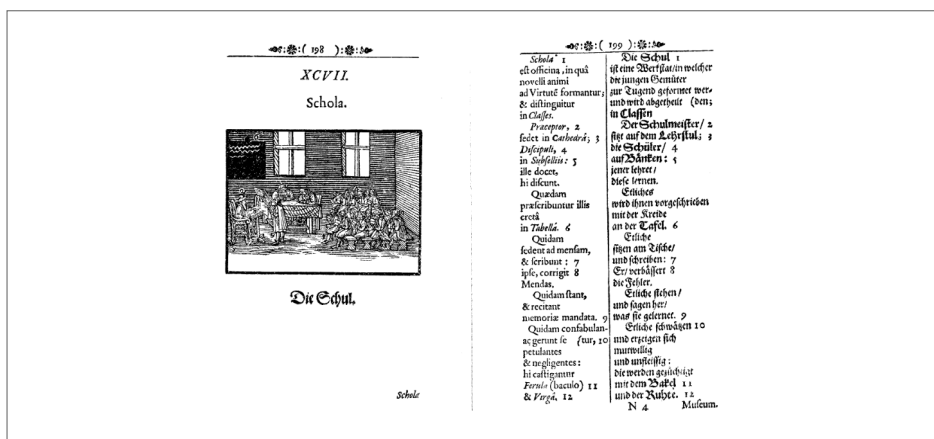 ( 198 )
XCVII.
Schola.
Die Schul.
Schola
( 199 )
Schola 1
est officina, in quâ
novelli animi
ad Virtutẽ formantur;
& distinguitur
in Classes.
Præceptor, 2
sedet in Cathedrâ; 3
Discipuli, 4
in Subselliis: 5
ille docet,
hi discunt.
Quædam
præscribuntur illis
cretâ
in Tabellâ. 6
Quidam
sedent ad mensam,
& scribunt: 7
ipse, corrigit 8
Mendas.
Quidam stant,
& recitant
memoriæ mandata. 9
Quidam confabulan-
ac gerunt se (tur, 10
petulantes
& negligentes:
hi castigantur
Ferula (baculo) 11
& Virgâ. 12
Die Schul 1
ist eine Werkstat/in welcher
die jungen Gemüter
zur Tugend geformet wer-
und wird abgetheilt (den;
in Classen
Der Schulmeister/ 2
sitzt auf dem Lehrstul; 3
die Schüler/ 4
auf Bänken: 5
jener lehret/
diese lernen.
Etliches
wird ihnen vorgeschrieben
mit der Kreide
an der Tafel. 6
Etliche
sitzen am Tische/
und schreiben: 7
Er/ verbässert 8
die Fehler.
Etliche stehen/
und sagen her/
was sie gelernet. 9
Etliche schwätzen 10
und erzeigen sich
mutwillig
und unfleissig:
die werden gezüchtigt
mit dem Bakel 11
und der Ruhte. 12
N 4 Museum.